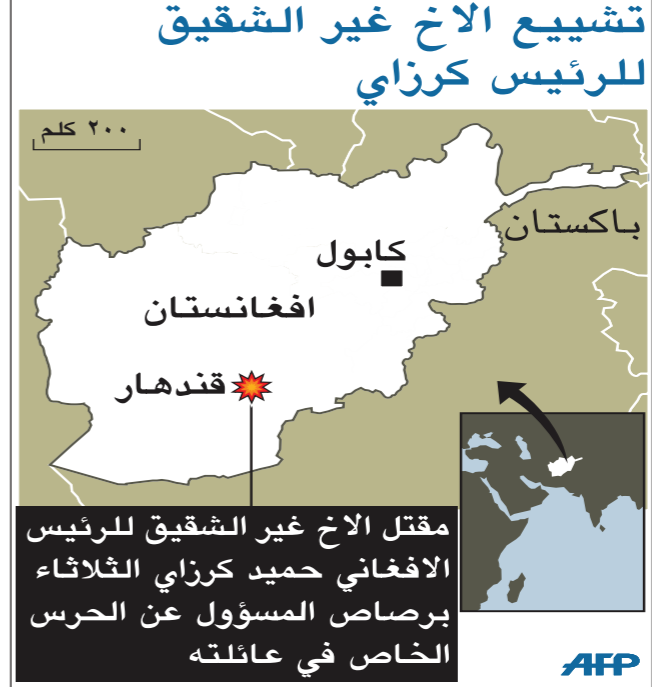 تشييع الاخ غير الشقيق
للرئيس كرزاي
٢٠٠ كلم
باكستان
كابول
افغانستان
قندهار
مقتل الاخ غير الشقيق للرئيس
الافغاني حميد كرزاي الثلاثاء
برصاص المسؤول عن الحرس
الخاص في عائلته
AFP